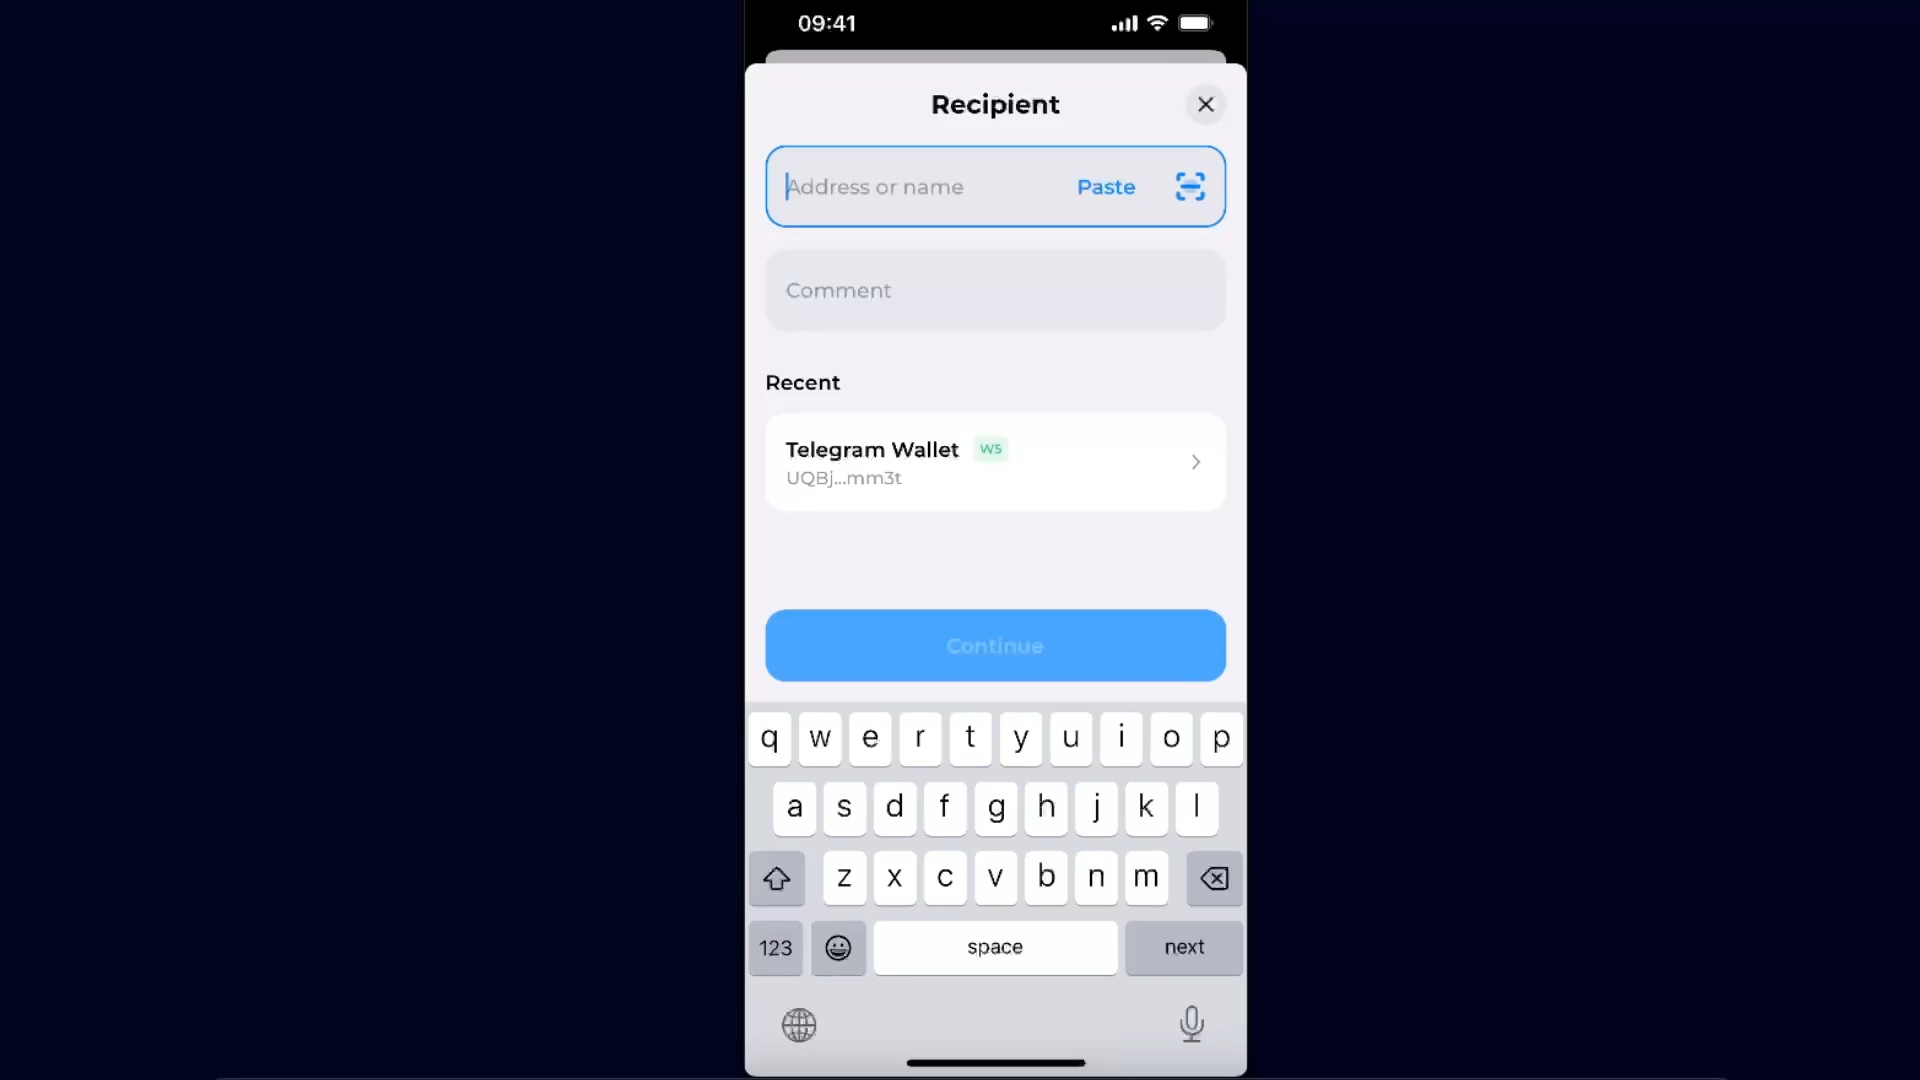 09:41
Recipient
Address or name
Paste
Comment
Recent
Telegram Wallet W5
UQBj...mm3t
Continue
q w e r t y u i o p
a s d f g h j k l
z x c v b n m
123 space next